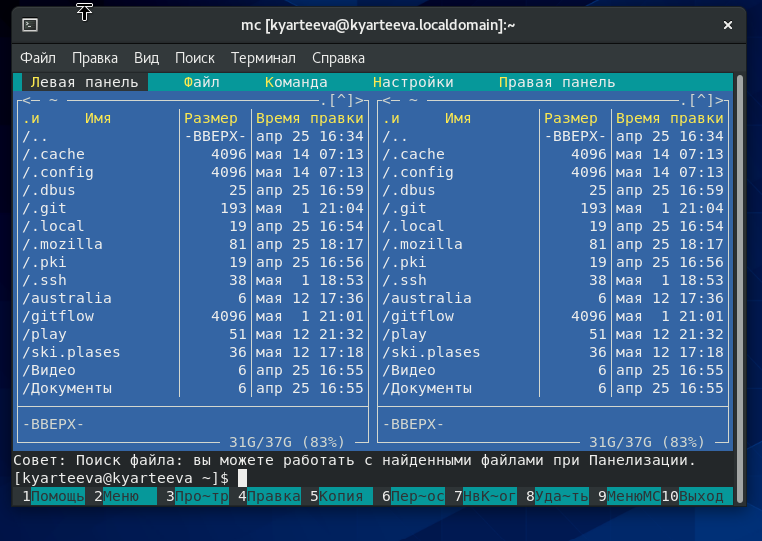 mc [kyarteeva@kyarteeva.localdomain]:~
Файл Правка Вид Поиск Терминал Справка
Левая панель Файл Команда Настройки Правая панель
<─ ~ .[^]> <─ ~ .[^]>
.и Имя Размер Время правки .и Имя Размер Время правки
/.. -ВВЕРХ- апр 25 16:34 /.. -ВВЕРХ- апр 25 16:34
/.cache 4096 мая 14 07:13 /.cache 4096 мая 14 07:13
/.config 4096 мая 14 07:13 /.config 4096 мая 14 07:13
/.dbus 25 апр 25 16:59 /.dbus 25 апр 25 16:59
/.git 193 мая 1 21:04 /.git 193 мая 1 21:04
/.local 19 апр 25 16:54 /.local 19 апр 25 16:54
/.mozilla 81 апр 25 18:17 /.mozilla 81 апр 25 18:17
/.pki 19 апр 25 16:56 /.pki 19 апр 25 16:56
/.ssh 38 мая 1 18:53 /.ssh 38 мая 1 18:53
/australia 6 мая 12 17:36 /australia 6 мая 12 17:36
/gitflow 4096 мая 1 21:01 /gitflow 4096 мая 1 21:01
/play 51 мая 12 21:32 /play 51 мая 12 21:32
/ski.plases 36 мая 12 17:18 /ski.plases 36 мая 12 17:18
/Видео 6 апр 25 16:55 /Видео 6 апр 25 16:55
/Документы 6 апр 25 16:55 /Документы 6 апр 25 16:55
-ВВЕРХ- -ВВЕРХ-
31G/37G (83%) 31G/37G (83%)
Совет: Поиск файла: вы можете работать с найденными файлами при Панелизации.
[kyarteeva@kyarteeva ~]$
1Помощь 2Меню 3Про~тр 4Правка 5Копия 6Пер~ос 7НвК~ог 8Уда~ть 9МенюMC 10Выход